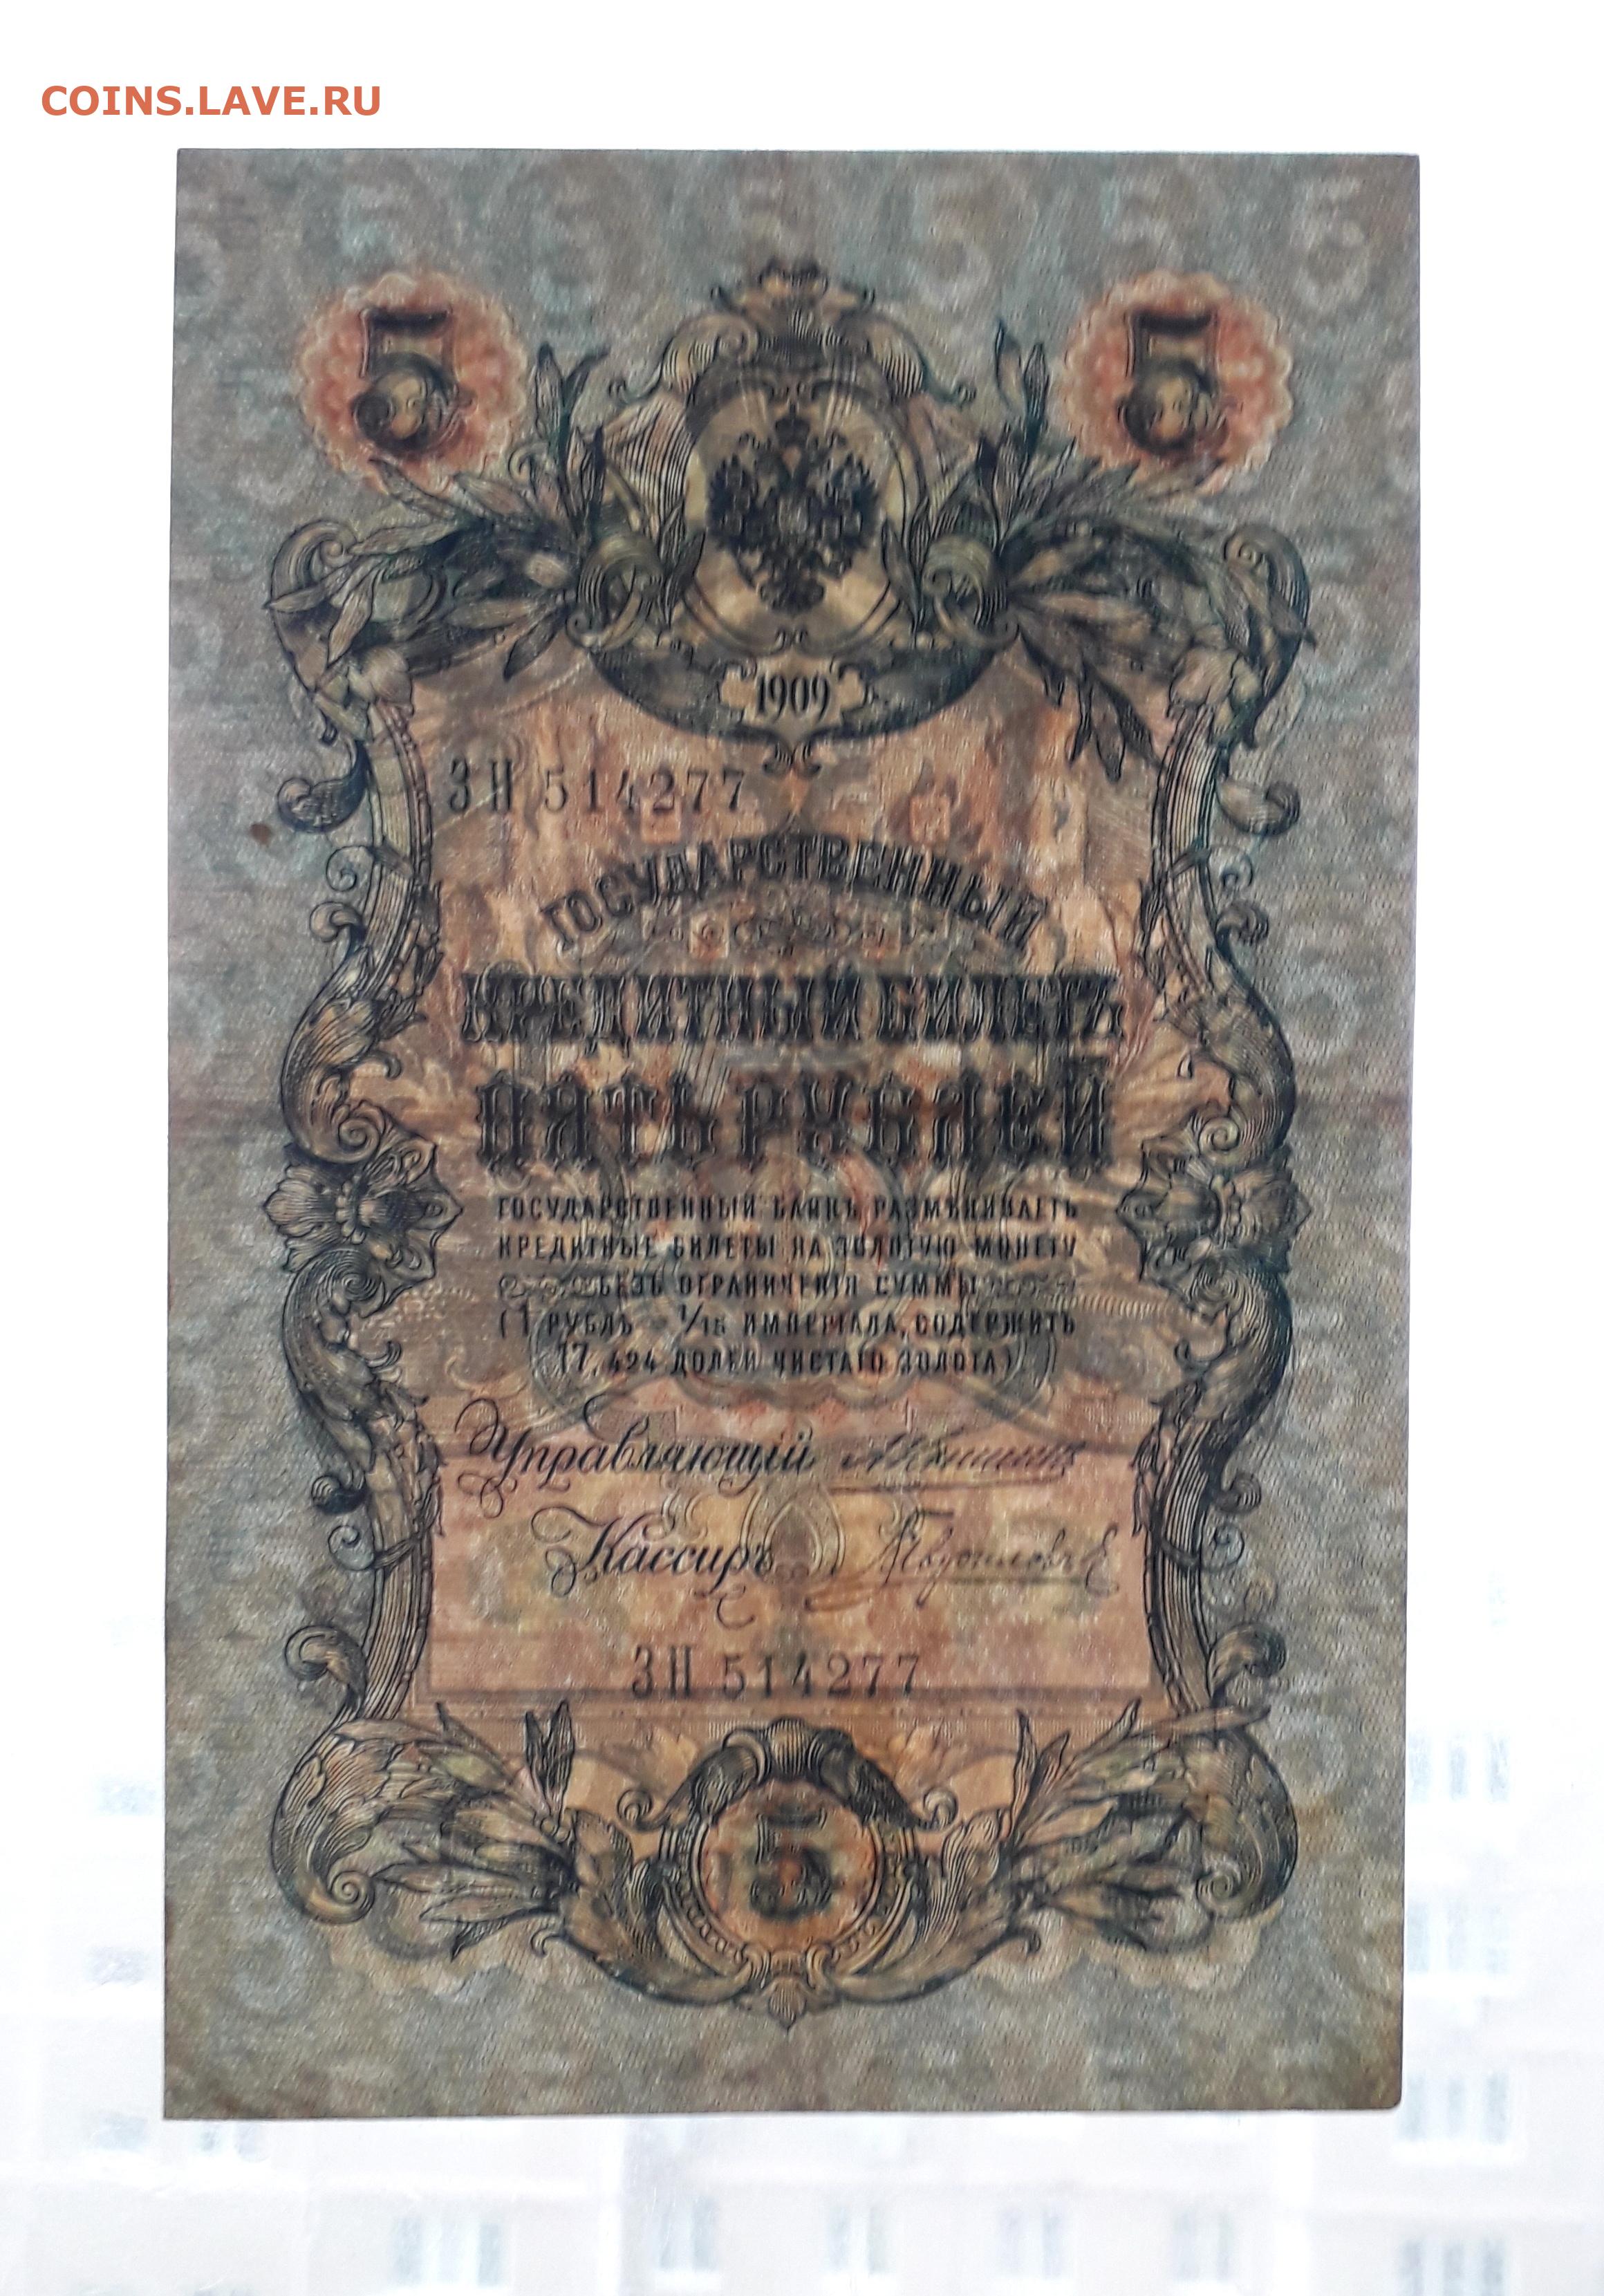 COINS.LAVE.RU
5 5
1909
ЗН 514277
ГОСУДАРСТВЕННЫЙ
КРЕДИТНЫЙ БИЛЕТЪ
ПЯТЬ РУБЛЕЙ
ГОСУДАРСТВЕННЫЙ БАНКЪ РАЗМѢНИВАЕТЪ
КРЕДИТНЫЕ БИЛЕТЫ НА ЗОЛОТУЮ МОНЕТУ
БЕЗЪ ОГРАНИЧЕНІЯ СУММЫ
(1 РУБЛЬ = 1/15 ИМПЕРІАЛА, СОДЕРЖИТЪ
17,424 ДОЛЕЙ ЧИСТАГО ЗОЛОТА)
Управляющій
Кассиръ
ЗН 514277
5